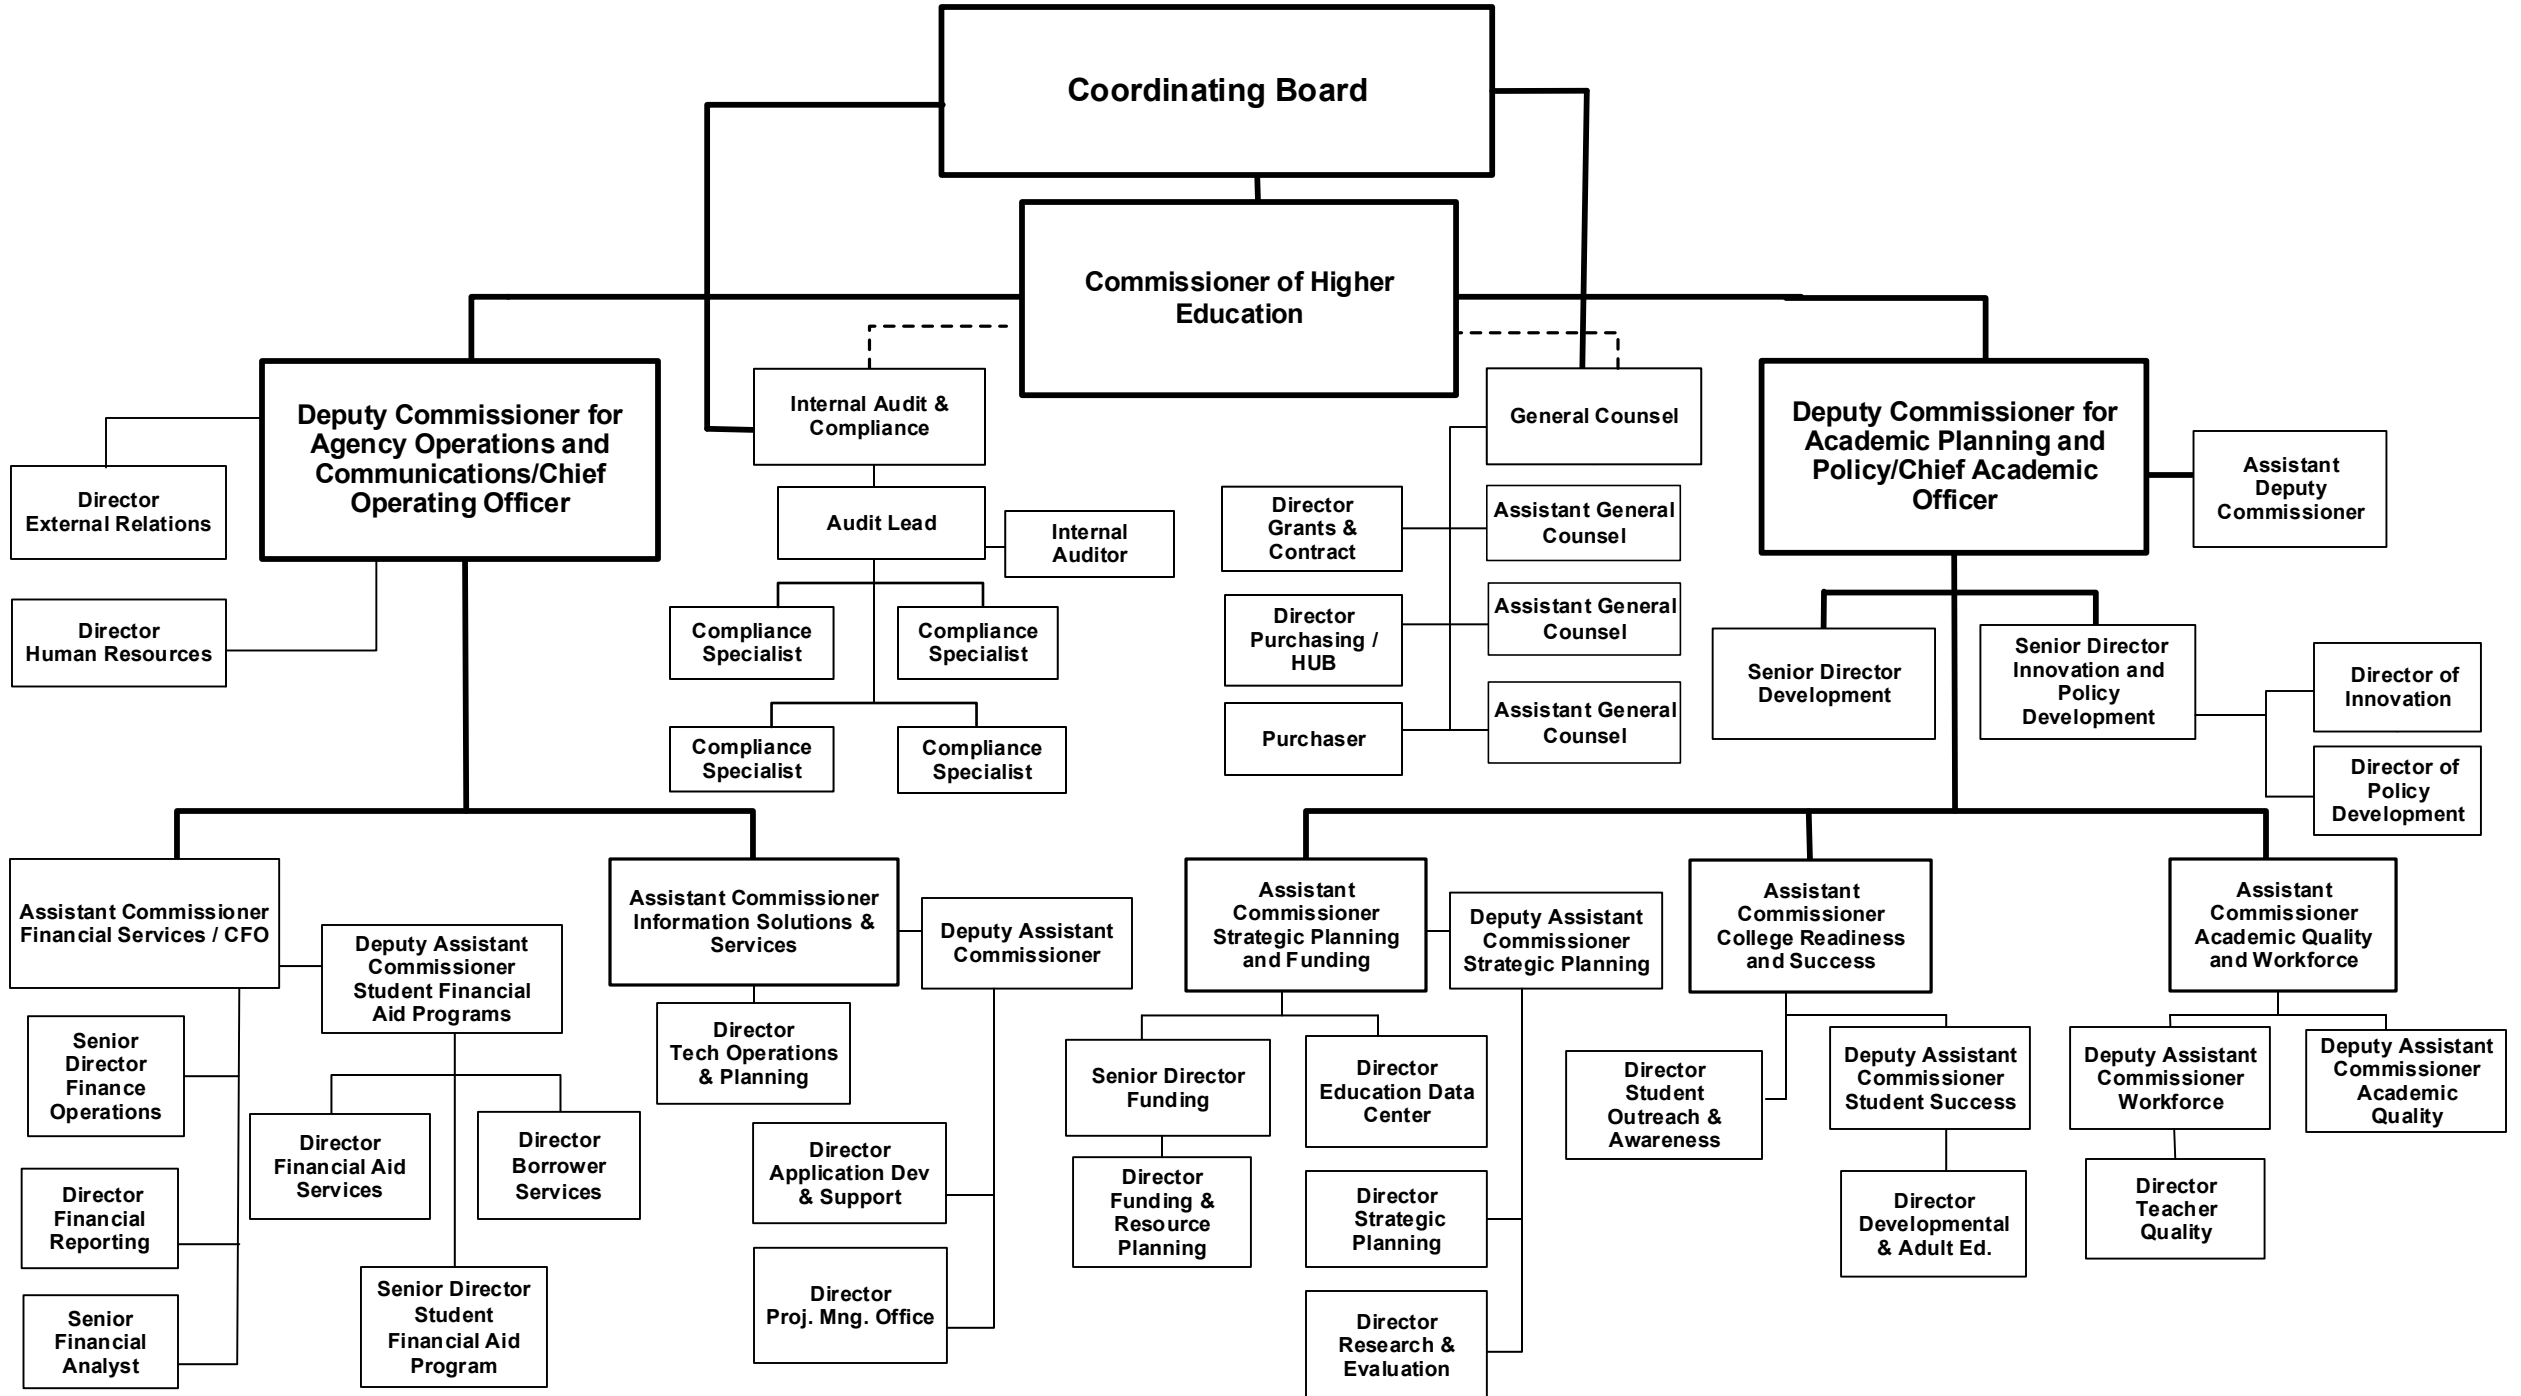 Coordinating Board
Commissioner of Higher
Education
Deputy Commissioner for
Agency Operations and
Communications/Chief
Operating Officer
Internal Audit &
Compliance
General Counsel
Deputy Commissioner for
Academic Planning and
Policy/Chief Academic
Officer
Assistant
Deputy
Commissioner
Director
External Relations
Director
Human Resources
Audit Lead
Internal
Auditor
Compliance
Specialist
Compliance
Specialist
Compliance
Specialist
Compliance
Specialist
Director
Grants &
Contract
Assistant General
Counsel
Director
Purchasing /
HUB
Assistant General
Counsel
Purchaser
Assistant General
Counsel
Senior Director
Development
Senior Director
Innovation and
Policy
Development
Director of
Innovation
Director of
Policy
Development
Assistant Commissioner
Financial Services / CFO
Deputy Assistant
Commissioner
Student Financial
Aid Programs
Senior
Director
Finance
Operations
Director
Financial
Reporting
Senior
Financial
Analyst
Director
Financial Aid
Services
Director
Borrower
Services
Senior Director
Student
Financial Aid
Program
Assistant Commissioner
Information Solutions &
Services
Deputy Assistant
Commissioner
Director
Tech Operations
& Planning
Director
Application Dev
& Support
Director
Proj. Mng. Office
Assistant
Commissioner
Strategic Planning
and Funding
Deputy Assistant
Commissioner
Strategic Planning
Senior Director
Funding
Director
Funding &
Resource
Planning
Director
Education Data
Center
Director
Strategic
Planning
Director
Research &
Evaluation
Assistant
Commissioner
College Readiness
and Success
Director
Student
Outreach &
Awareness
Deputy Assistant
Commissioner
Student Success
Director
Developmental
& Adult Ed.
Assistant
Commissioner
Academic Quality
and Workforce
Deputy Assistant
Commissioner
Workforce
Director
Teacher
Quality
Deputy Assistant
Commissioner
Academic
Quality